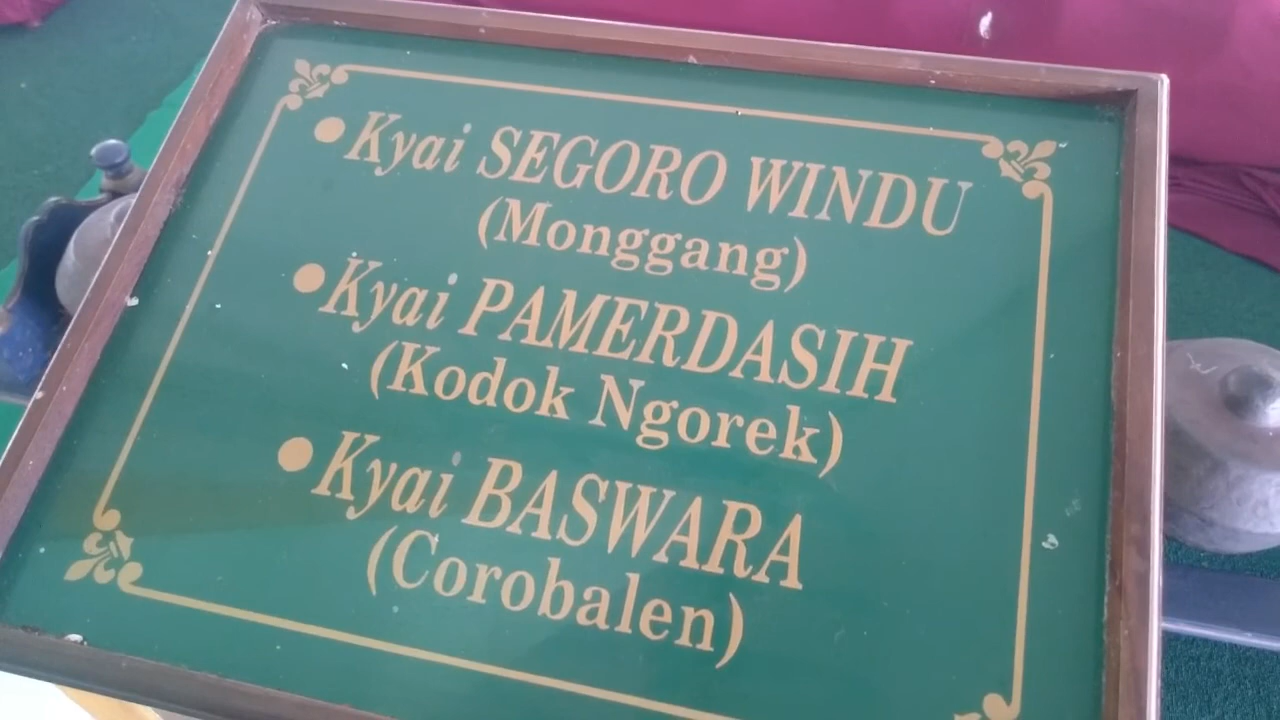 • Kyai SEGORO WINDU
(Monggang)
• Kyai PAMERDASIH
(Kodok Ngorek)
• Kyai BASWARA
(Corobalen)